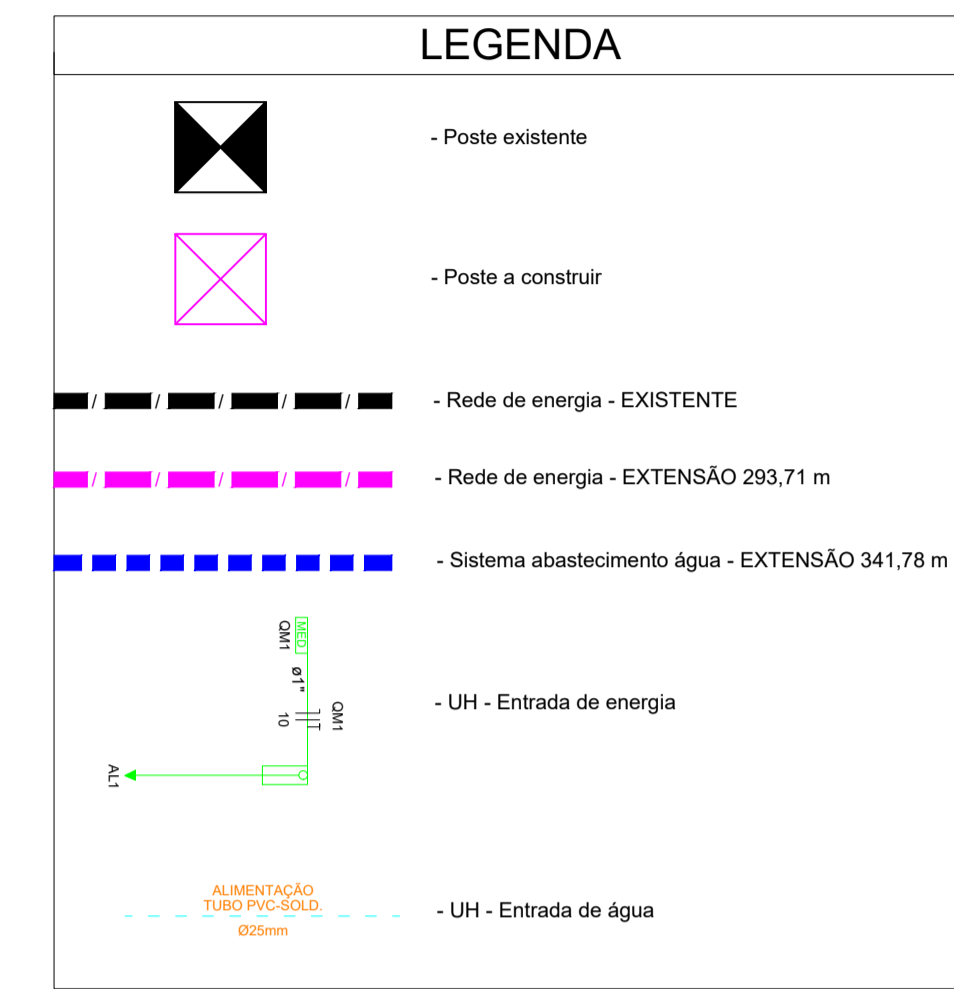 LEGENDA
- Poste existente
- Poste a construir
/ / / / /
- Rede de energia - EXISTENTE
/ / / / /
- Rede de energia - EXTENSÃO 293,71 m
- Sistema abastecimento água - EXTENSÃO 341,78 m
MED
QM1
ø1"
QM1
10
AL1
- UH - Entrada de energia
ALIMENTAÇÃO
TUBO PVC-SOLD.
Ø25mm
- UH - Entrada de água